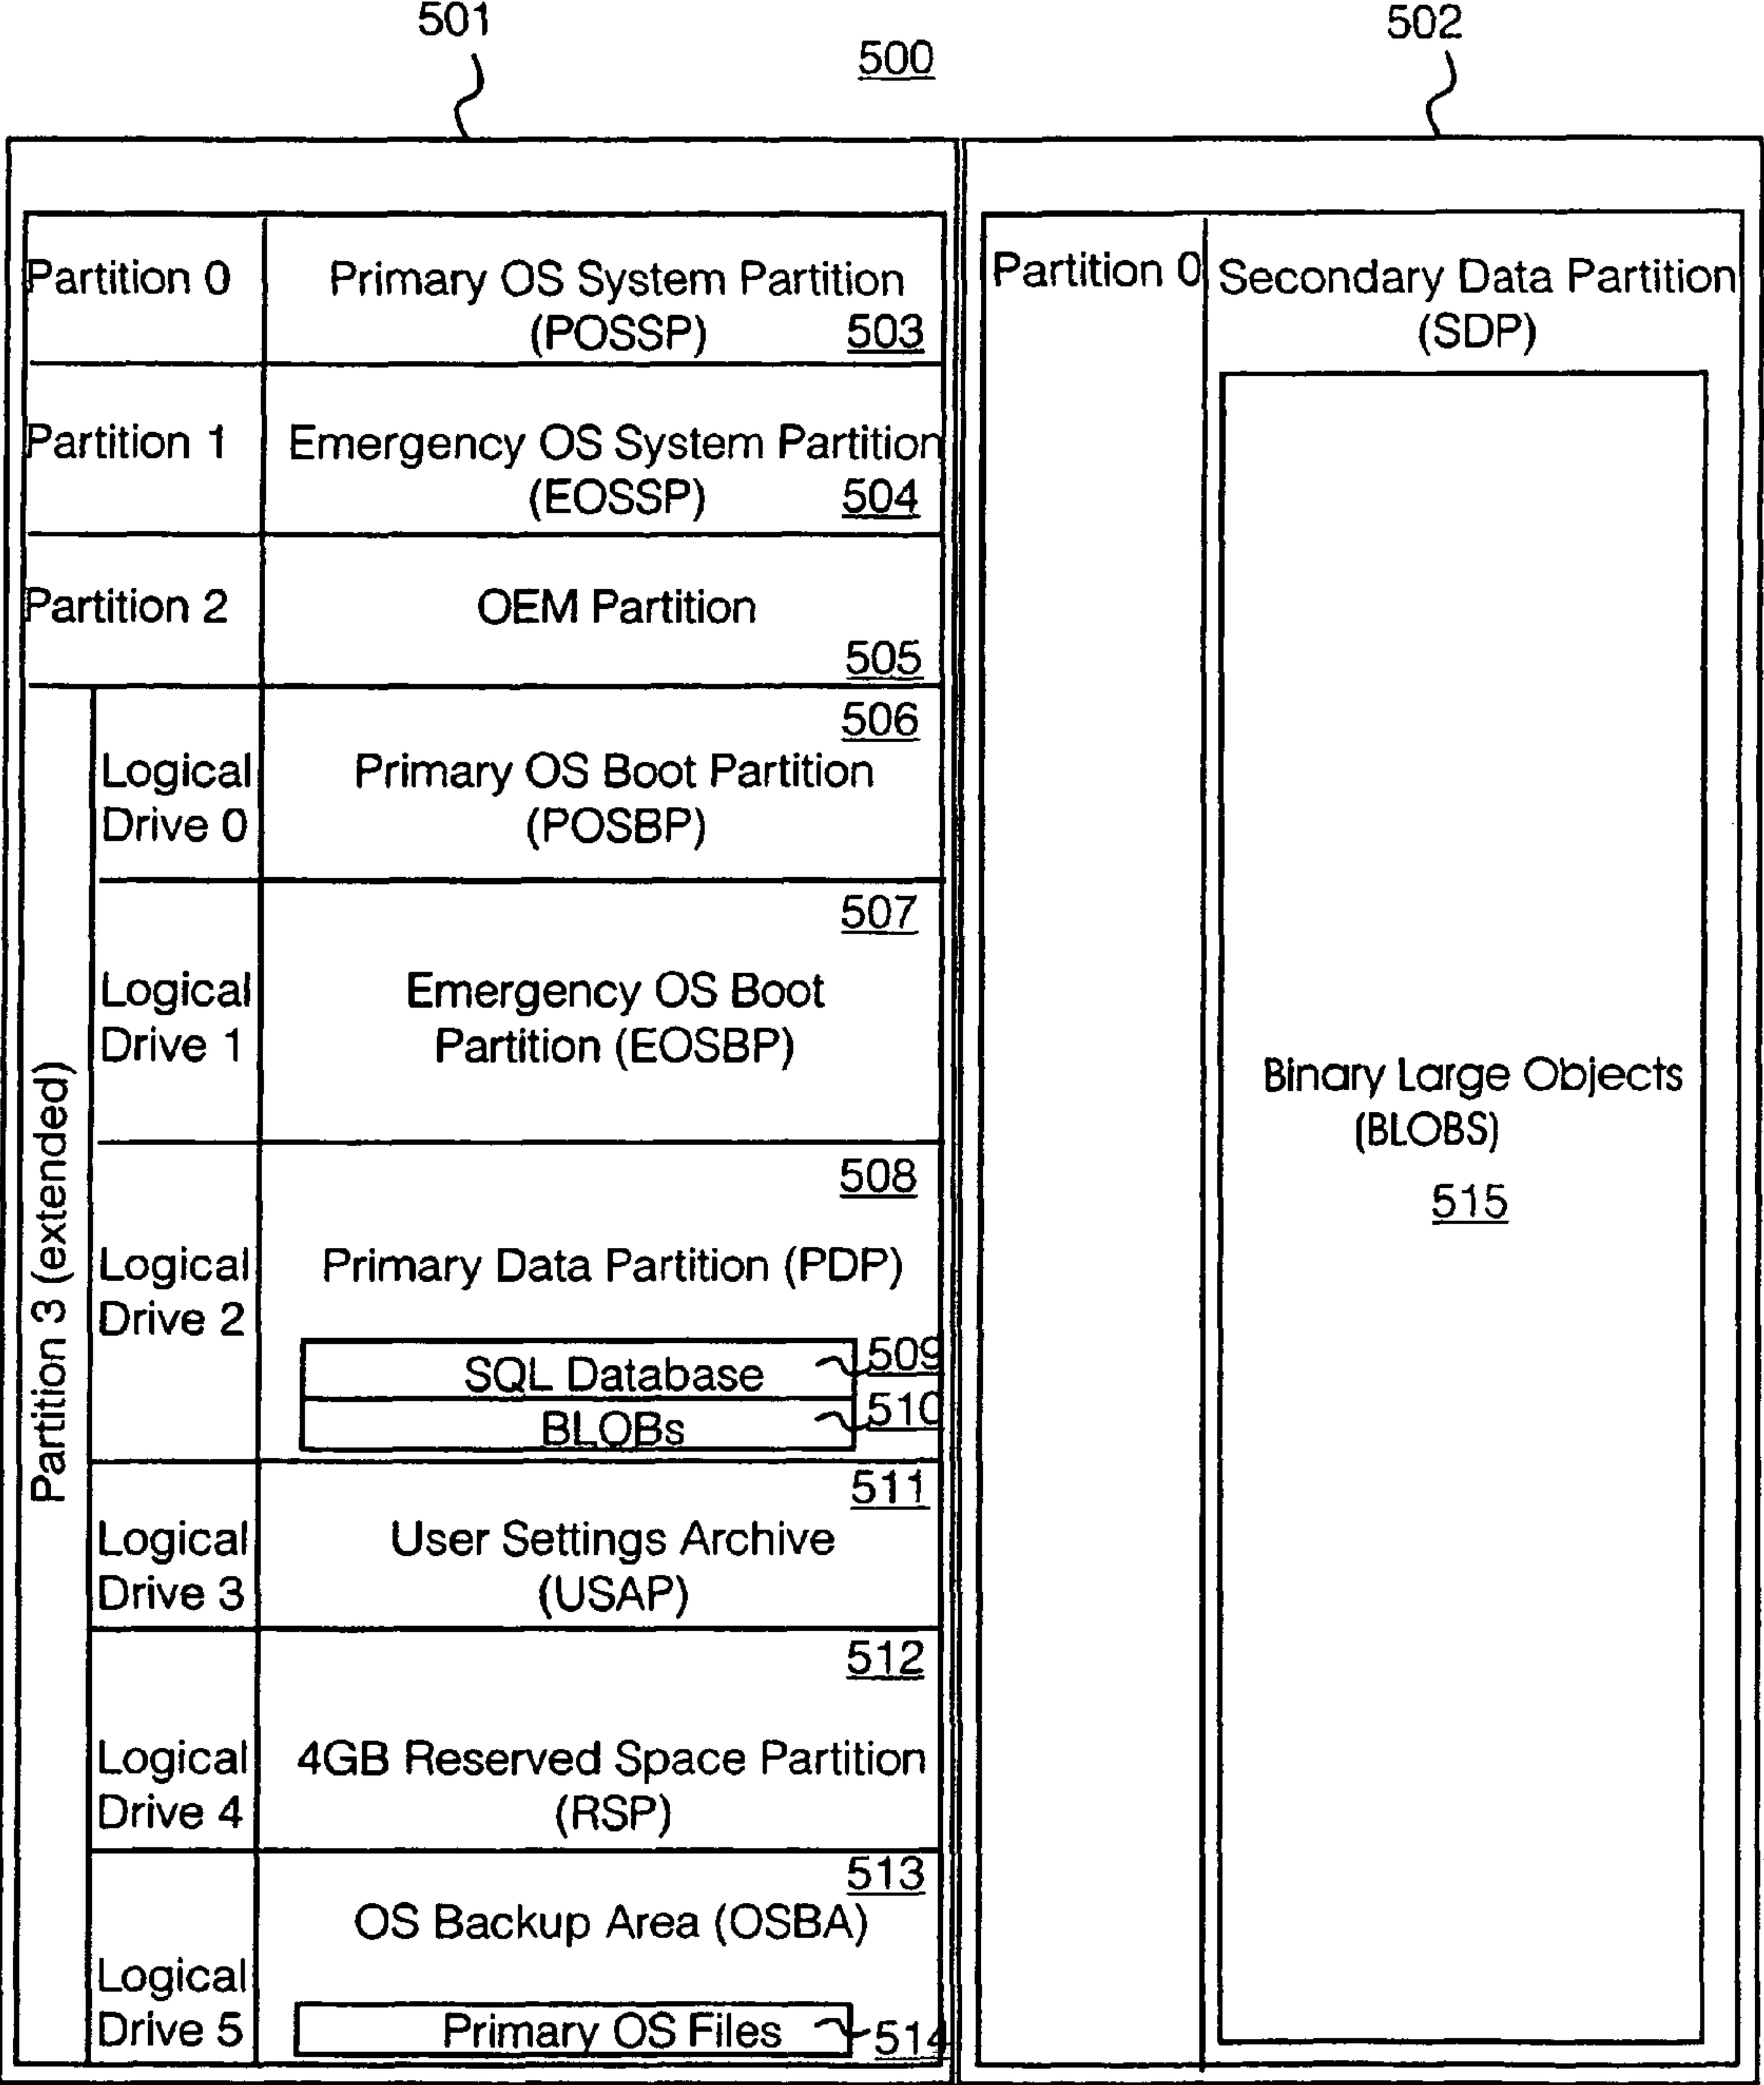 501
500
502
Partition 0
Primary OS System Partition
(POSSP)
503
Partition 1
Emergency OS System Partition
(EOSSP)
504
Partition 2
OEM Partition
505
Partition 3 (extended)
506
Logical
Drive 0
Primary OS Boot Partition
(POSBP)
507
Logical
Drive 1
Emergency OS Boot
Partition (EOSBP)
508
Logical
Drive 2
Primary Data Partition (PDP)
SQL Database
509
BLOBs
510
511
Logical
Drive 3
User Settings Archive
(USAP)
512
Logical
Drive 4
4GB Reserved Space Partition
(RSP)
513
OS Backup Area (OSBA)
Logical
Drive 5
Primary OS Files
514
Partition 0
Secondary Data Partition
(SDP)
Binary Large Objects
(BLOBS)
515